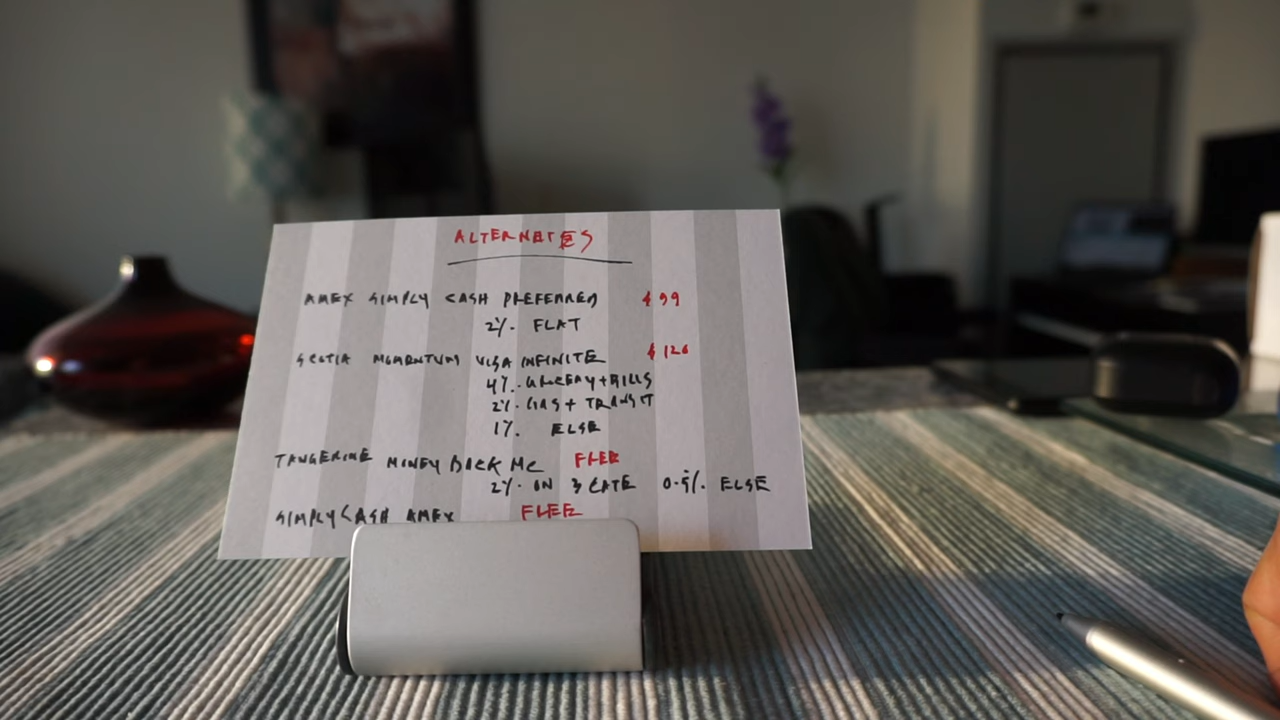 ALTERNATES
AMEX SIMPLY CASH PREFERRED $99
2% FLAT
SCOTIA MOMENTUM VISA INFINITE $120
4% GROCERY + BILLS
2% GAS + TRANSIT
1% ELSE
TANGERINE MONEY BACK MC FREE
2% ON 3 CATE 0.5% ELSE
SIMPLY CASH AMEX FREE